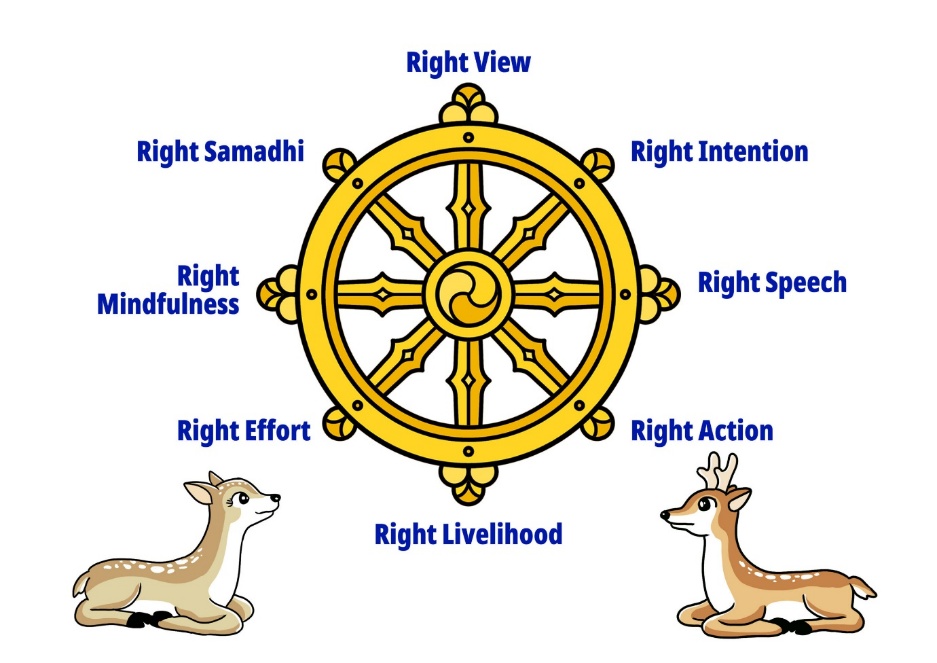 Right View
Right Samadhi
Right Intention
Right
Mindfulness
Right Speech
Right Effort
Right Action
Right Livelihood